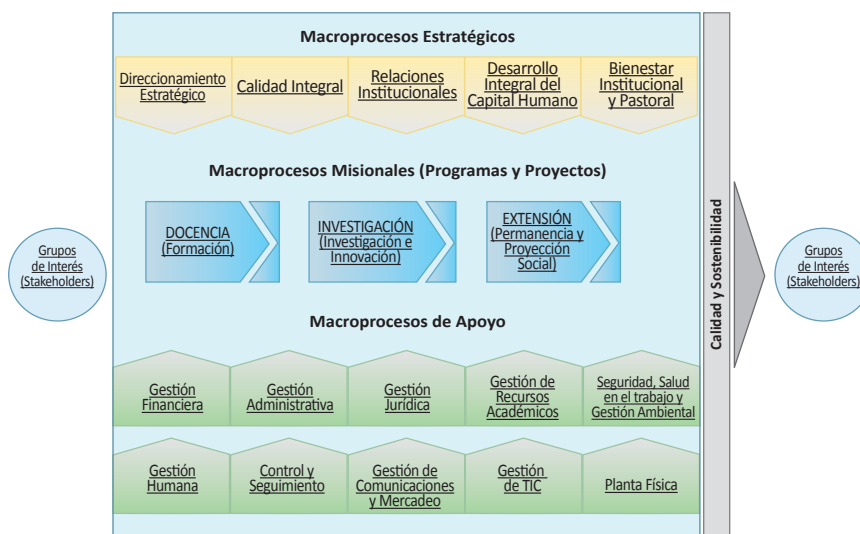 Macroprocesos Estratégicos
Direccionamiento
Estratégico
Calidad Integral
Relaciones
Institucionales
Desarrollo
Integral del
Capital Humano
Bienestar
Institucional
y Pastoral
Macroprocesos Misionales (Programas y Proyectos)
Grupos
de Interés
(Stakeholders)
DOCENCIA
(Formación)
INVESTIGACIÓN
(Investigación e
Innovación)
EXTENSIÓN
(Permanencia y
Proyección
Social)
Calidad y Sostenibilidad
Grupos
de Interés
(Stakeholders)
Macroprocesos de Apoyo
Gestión
Financiera
Gestión
Administrativa
Gestión
Jurídica
Gestión de
Recursos
Académicos
Seguridad, Salud
en el trabajo y
Gestión Ambiental
Gestión
Humana
Control y
Seguimiento
Gestión de
Comunicaciones
y Mercadeo
Gestión
de TIC
Planta Física